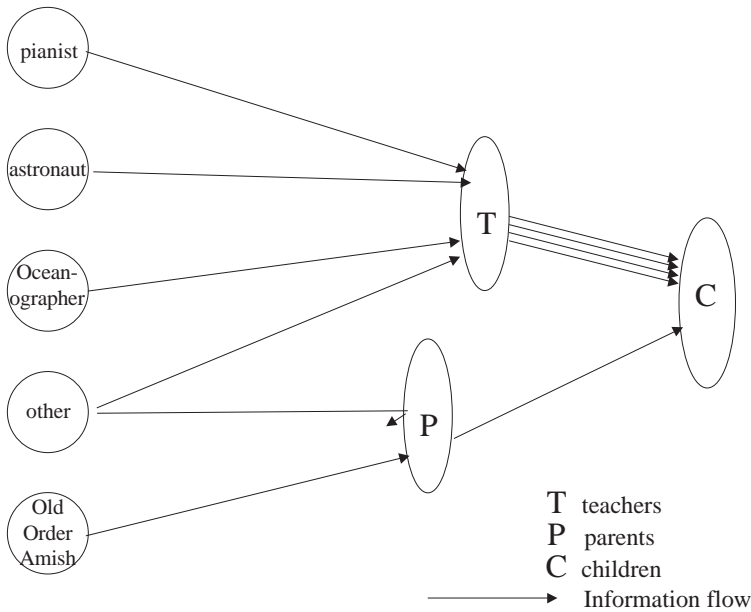 pianist
astronaut
Ocean-
ographer
other
Old
Order
Amish
T
P
C
T teachers
P parents
C children
Information flow